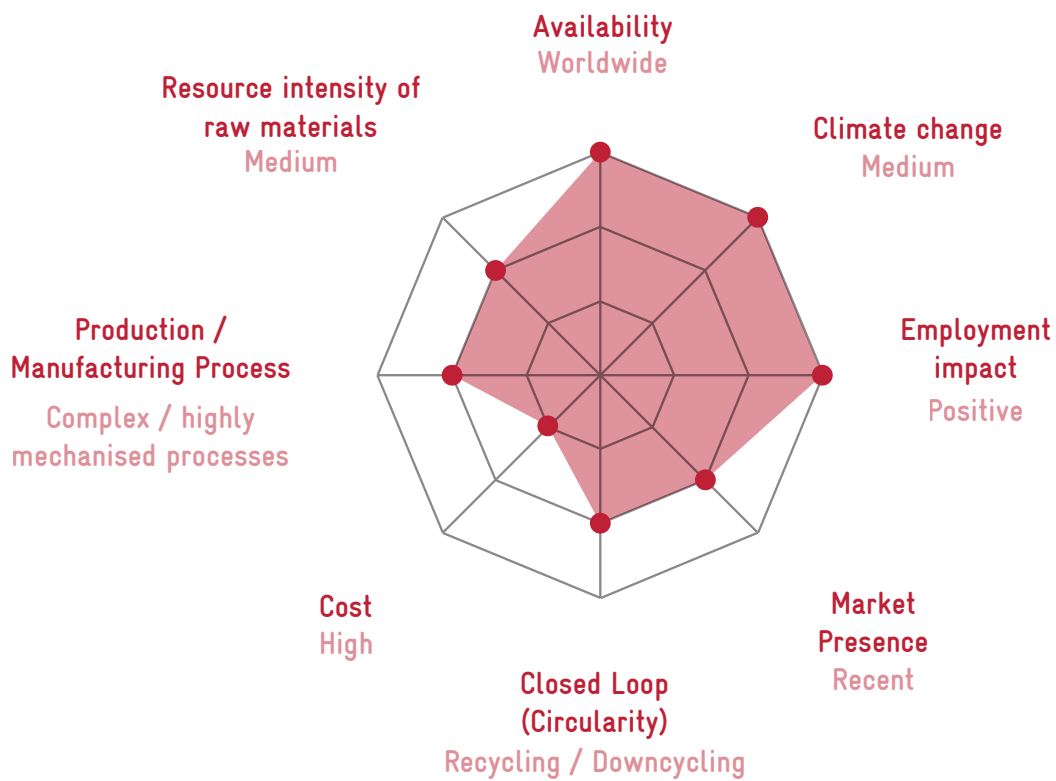 Availability
Worldwide
Resource intensity of
raw materials
Medium
Climate change
Medium
Production /
Manufacturing Process
Complex / highly
mechanised processes
Employment
impact
Positive
Cost
High
Market
Presence
Recent
Closed Loop
(Circularity)
Recycling / Downcycling